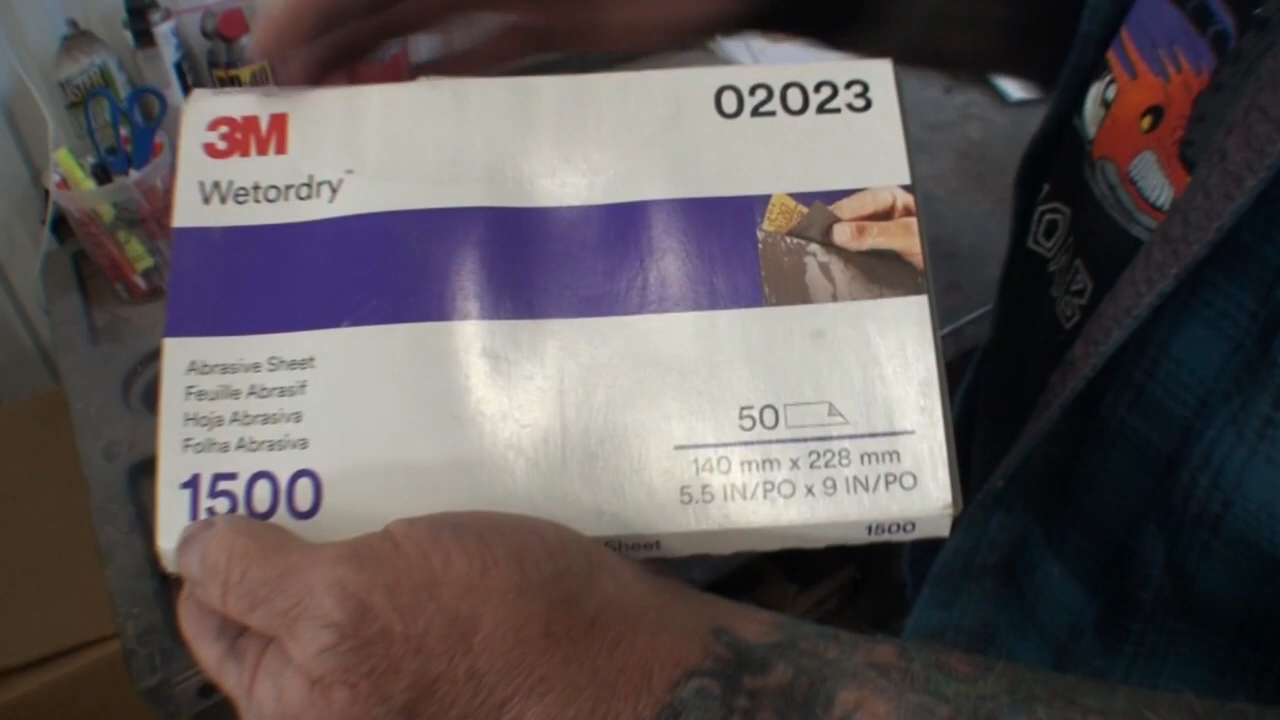 3M
02023
Wetordry™
Abrasive Sheet
Feuille Abrasif
Hoja Abrasiva
Folha Abrasiva
1500
50
140 mm x 228 mm
5.5 IN/PO x 9 IN/PO
Sheet
1500